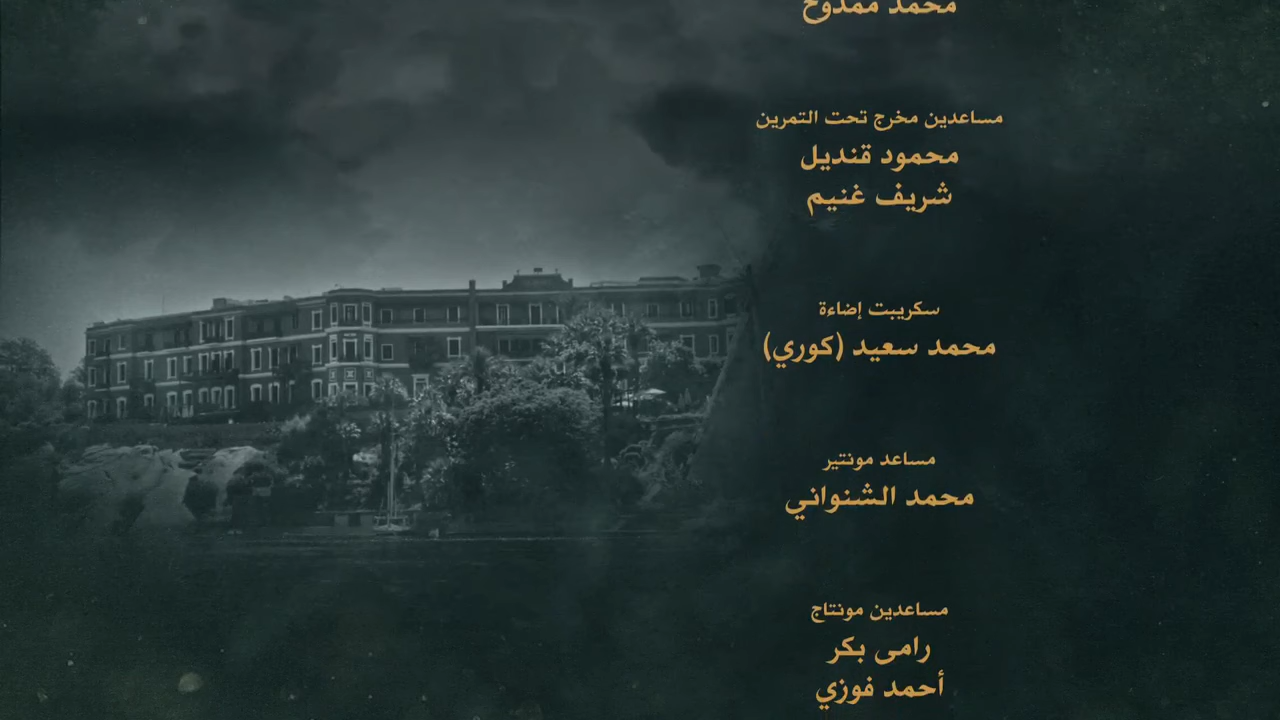 محمد ممدوح
مساعدين مخرج تحت التمرين
محمود قنديل
شريف غنيم
سكريبت إضاءة
محمد سعيد (كوري)
مساعد مونتير
محمد الشنواني
مساعدين مونتاج
رامى بكر
أحمد فوزي